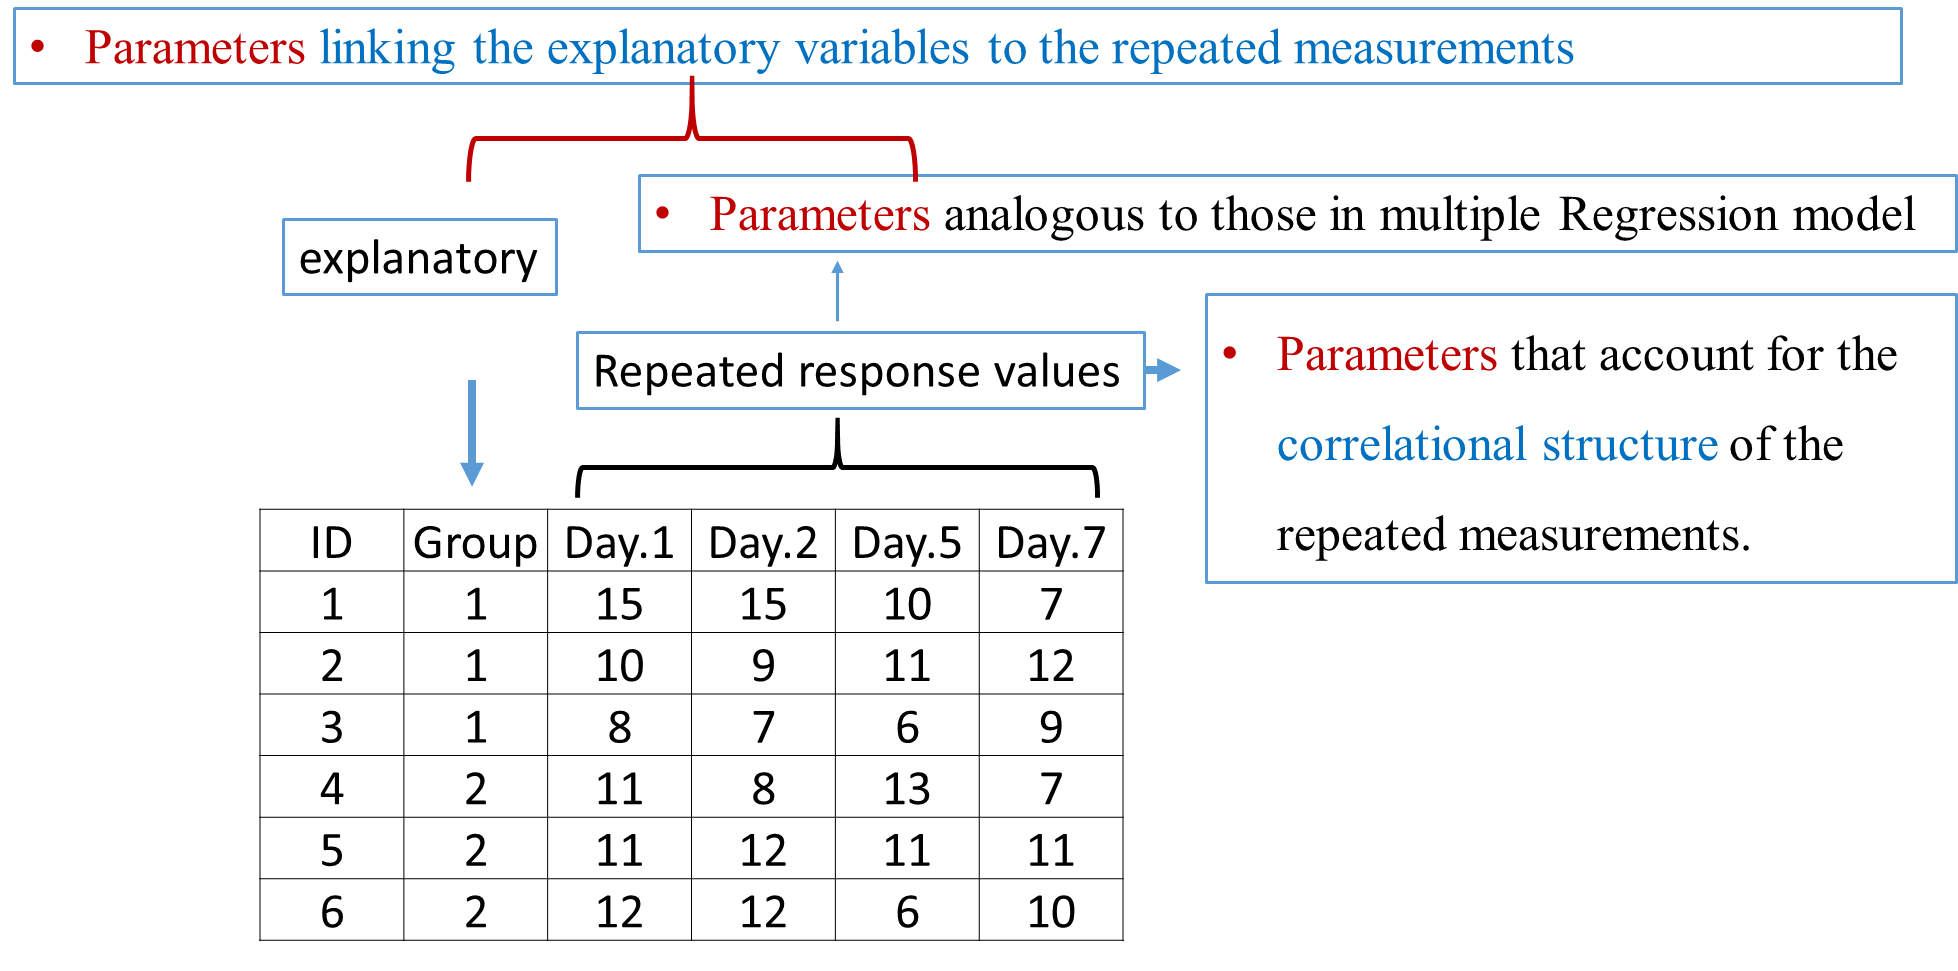 • Parameters linking the explanatory variables to the repeated measurements
• Parameters analogous to those in multiple Regression model
explanatory
Repeated response values
• Parameters that account for the
correlational structure of the
repeated measurements.
ID Group Day.1 Day.2 Day.5 Day.7
1 1 15 15 10 7
2 1 10 9 11 12
3 1 8 7 6 9
4 2 11 8 13 7
5 2 11 12 11 11
6 2 12 12 6 10